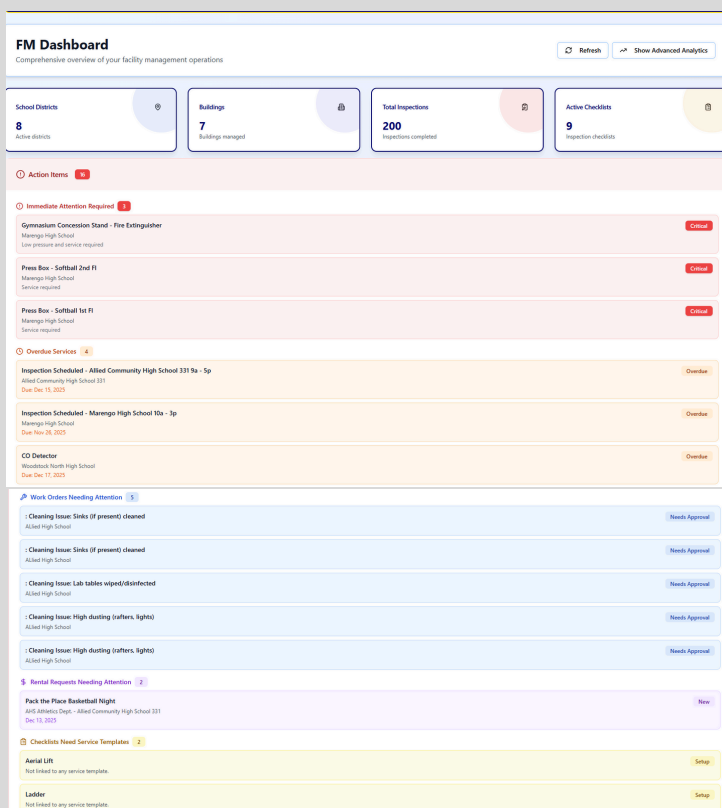 FM Dashboard
Comprehensive overview of your facility management operations
Refresh
Show Advanced Analytics
School Districts
8
Active districts
Buildings
7
Buildings managed
Total Inspections
200
Inspections completed
Active Checklists
9
Inspection checklists
Action Items 16
Immediate Attention Required 3
Gymnasium Concession Stand - Fire Extinguisher
Critical
Marengo High School
Low pressure and service required
Press Box - Softball 2nd Fl
Critical
Marengo High School
Service required
Press Box - Softball 1st Fl
Critical
Marengo High School
Service required
Overdue Services 4
Inspection Scheduled - Allied Community High School 331 9a - 5p
Overdue
Allied Community High School 331
Due: Dec 15, 2025
Inspection Scheduled - Marengo High School 10a - 3p
Overdue
Marengo High School
Due: Nov 26, 2025
CO Detector
Overdue
Woodstock North High School
Due: Dec 17, 2025
Work Orders Needing Attention 5
: Cleaning Issue: Sinks (if present) cleaned
Needs Approval
ALlied High School
: Cleaning Issue: Sinks (if present) cleaned
Needs Approval
ALlied High School
: Cleaning Issue: Lab tables wiped/disinfected
Needs Approval
ALlied High School
: Cleaning Issue: High dusting (rafters, lights)
Needs Approval
ALlied High School
: Cleaning Issue: High dusting (rafters, lights)
Needs Approval
ALlied High School
Rental Requests Needing Attention 2
Pack the Place Basketball Night
New
AHS Athletics Dept. - Allied Community High School 331
Dec 13, 2025
Checklists Need Service Templates 2
Aerial Lift
Setup
Not linked to any service template.
Ladder
Setup
Not linked to any service template.